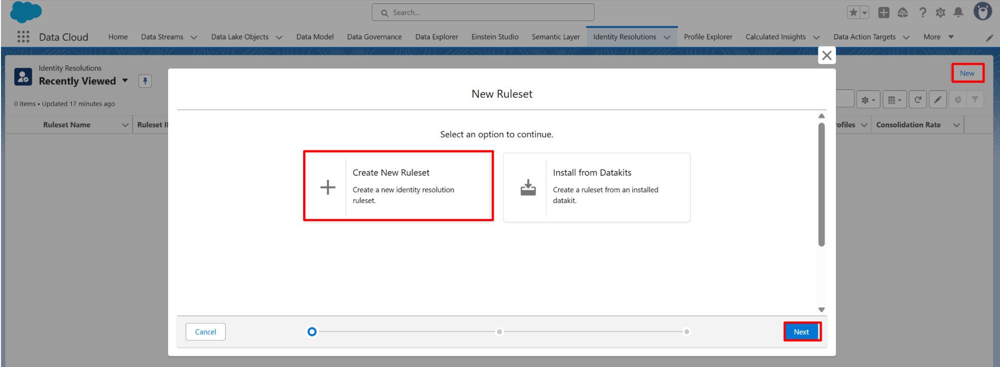 Search...
Data Cloud Home Data Streams Data Lake Objects Data Model Data Governance Data Explorer Einstein Studio Semantic Layer Identity Resolutions Profile Explorer Calculated Insights Data Action Targets More
Identity Resolutions
Recently Viewed
New
0 items • Updated 17 minutes ago
Ruleset Name Ruleset I ofiles Consolidation Rate
New Ruleset
Select an option to continue.
Create New Ruleset
Create a new identity resolution
ruleset.
Install from Datakits
Create a ruleset from an installed
datakit.
Cancel
Next